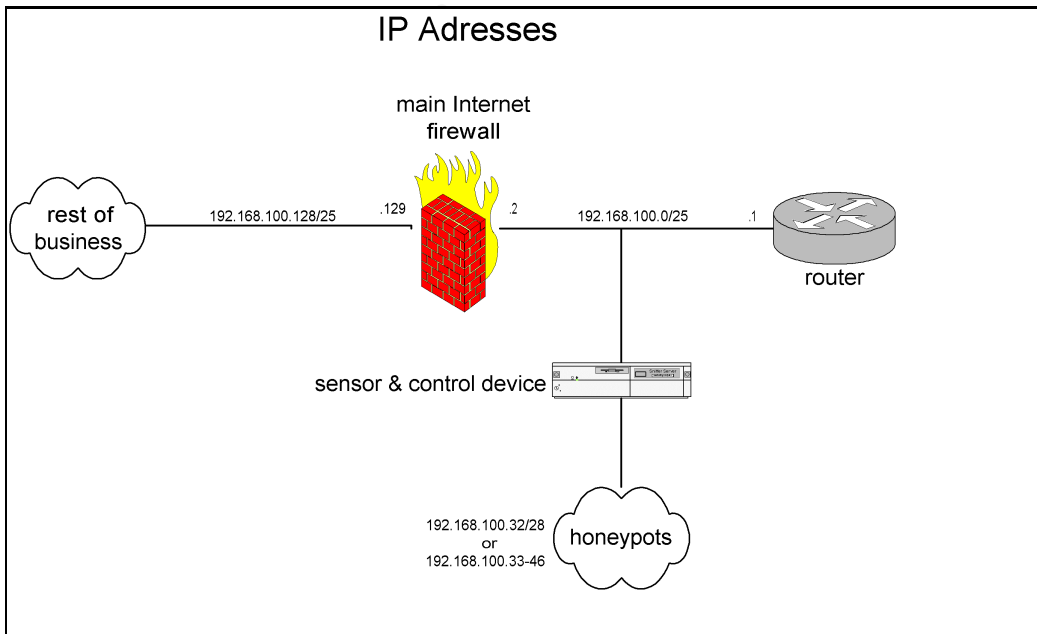 IP Adresses
main Internet
firewall
rest of
business
192.168.100.128/25
.129
.2
192.168.100.0/25
.1
router
sensor & control device
192.168.100.32/28
or
192.168.100.33-46
honeypots